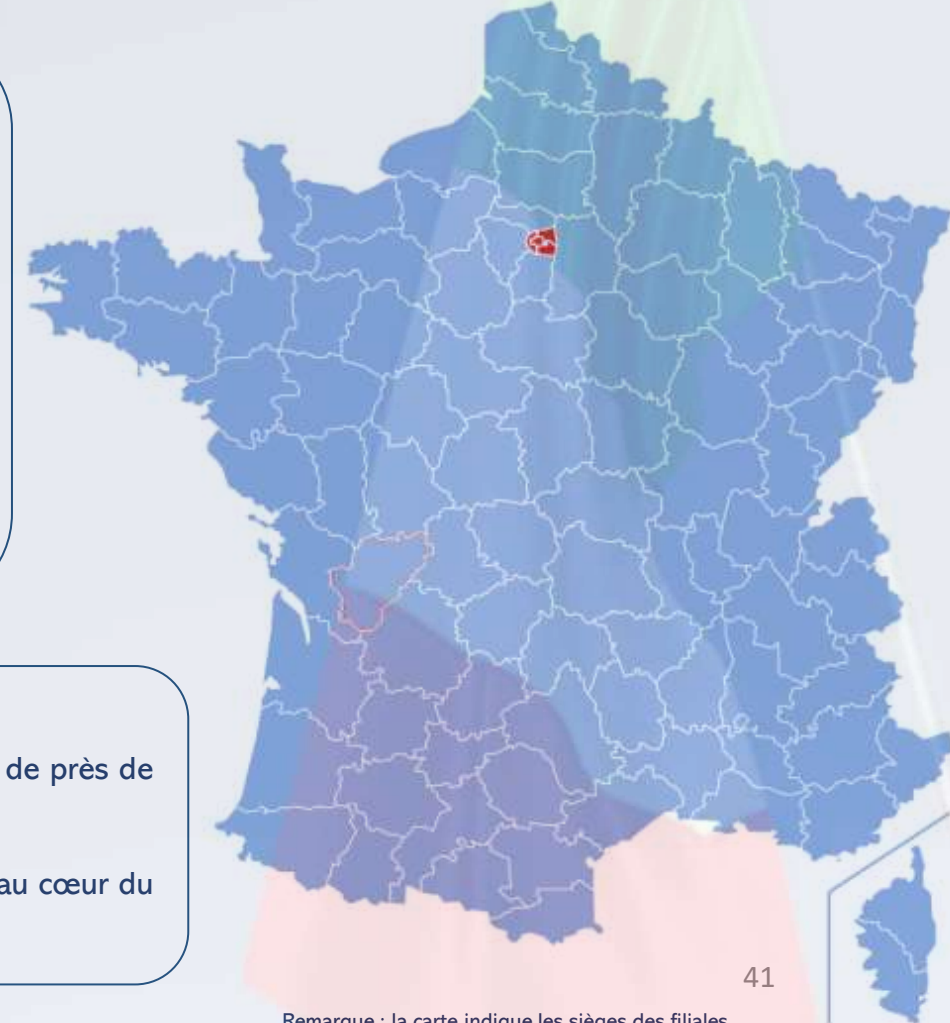 de près de
au cœur du
41
Remarque : la carte indique les sièges des filiales